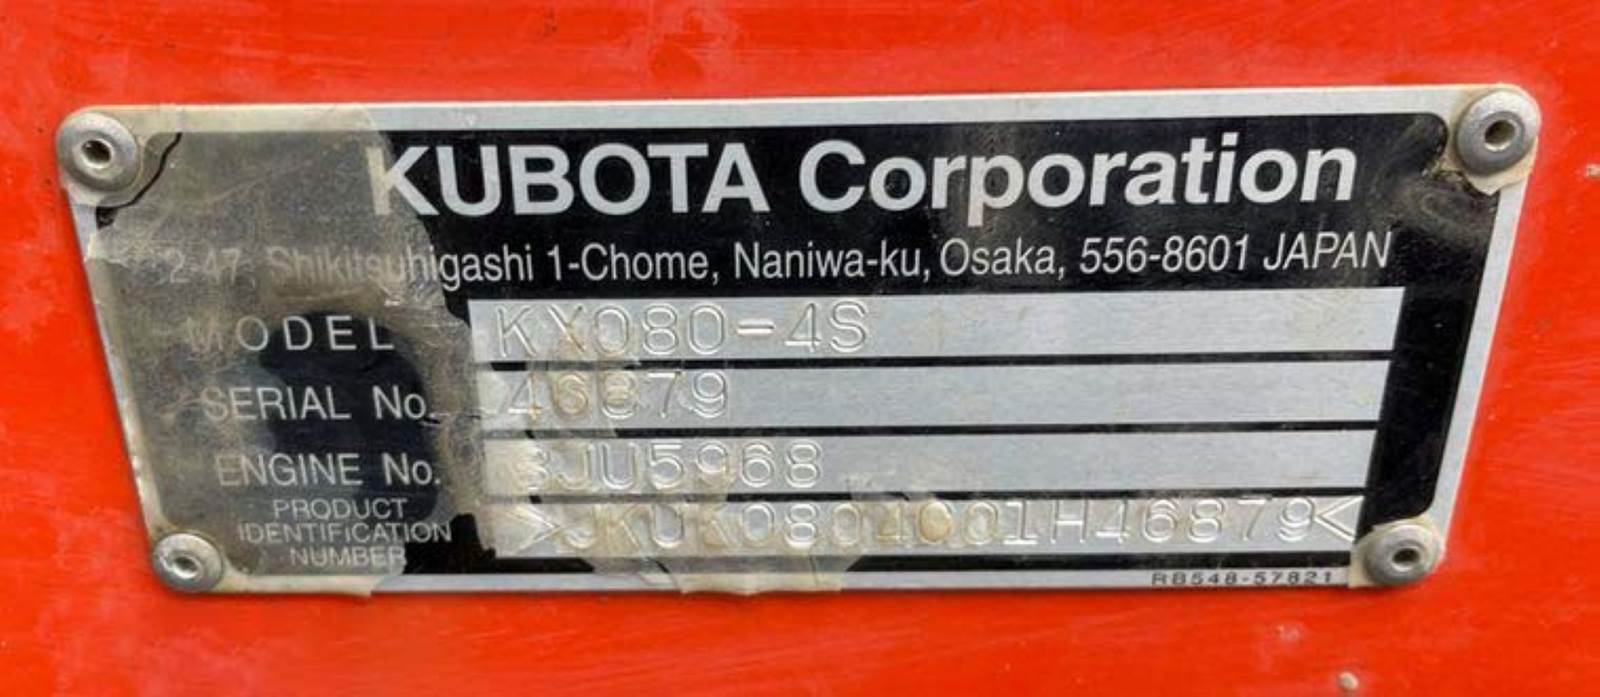 KUBOTA Corporation
2-47 Shikitsuhigashi 1-Chome, Naniwa-ku, Osaka, 556-8601 JAPAN
MODEL KX080-4S
SERIAL No. 46879
ENGINE No. BJU5968
PRODUCT
IDENTIFICATION
NUMBER >JKUK0804C01H46879<
RB548-57821